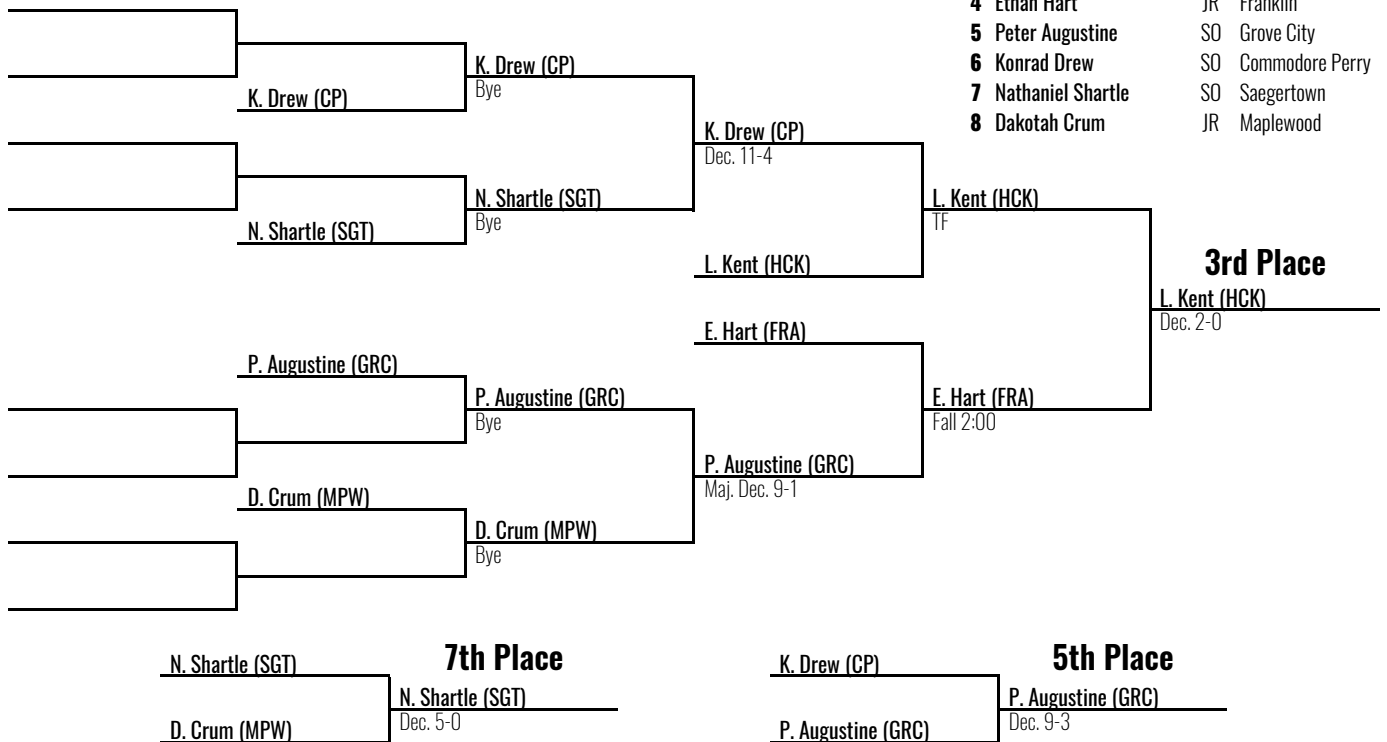 4 Ethan Hart JR Franklin
5 Peter Augustine SO Grove City
6 Konrad Drew SO Commodore Perry
7 Nathaniel Shartle SO Saegertown
8 Dakotah Crum JR Maplewood
K. Drew (CP)
Bye
K. Drew (CP)
K. Drew (CP)
Dec. 11-4
N. Shartle (SGT)
Bye
N. Shartle (SGT)
L. Kent (HCK)
TF
L. Kent (HCK)
3rd Place
L. Kent (HCK)
Dec. 2-0
E. Hart (FRA)
P. Augustine (GRC)
P. Augustine (GRC)
Bye
E. Hart (FRA)
Fall 2:00
P. Augustine (GRC)
Maj. Dec. 9-1
D. Crum (MPW)
D. Crum (MPW)
Bye
7th Place
N. Shartle (SGT)
N. Shartle (SGT)
Dec. 5-0
D. Crum (MPW)
5th Place
K. Drew (CP)
P. Augustine (GRC)
Dec. 9-3
P. Augustine (GRC)